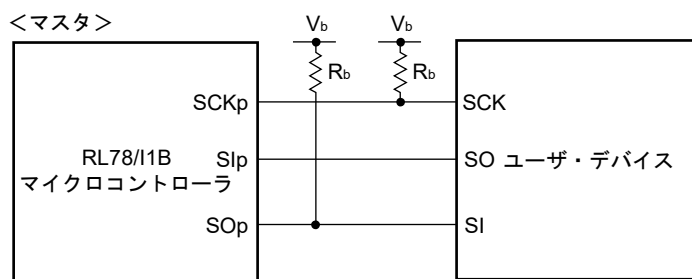 ＜マスタ＞
Vb
Vb
Rb
Rb
SCKp
SCK
RL78/I1B
マイクロコントローラ
SIp
SO ユーザ・デバイス
SOp
SI